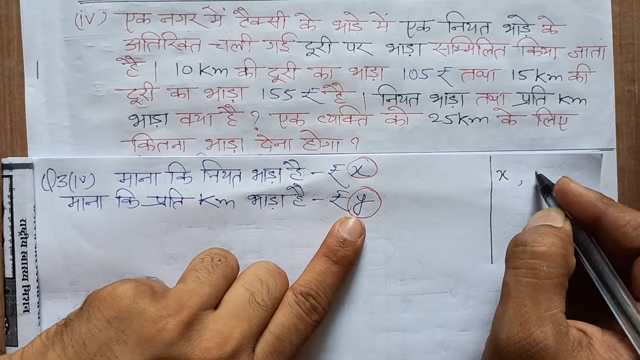 (iv) एक नगर में टैक्सी के भाडे में एक नियत भाड़े के
अतिरिक्त चली गई दूरी पर भाड़ा सम्मिलित किया जाता
है। 10 Km की दूरी का भाड़ा 105 ₹ तथा 15 Km की
दूरी का भाड़ा 155 ₹ है। नियत भाड़ा तथा प्रति Km
भाड़ा क्या है? एक व्यक्ति को 25 Km के लिए
कितना भाड़ा देना होगा?
Q3(iv) माना कि नियत भाड़ा है - ₹ x
माना कि प्रति Km भाड़ा है - ₹ y
x ,
राष्ट्रीय स्वास्थ्य मिशन